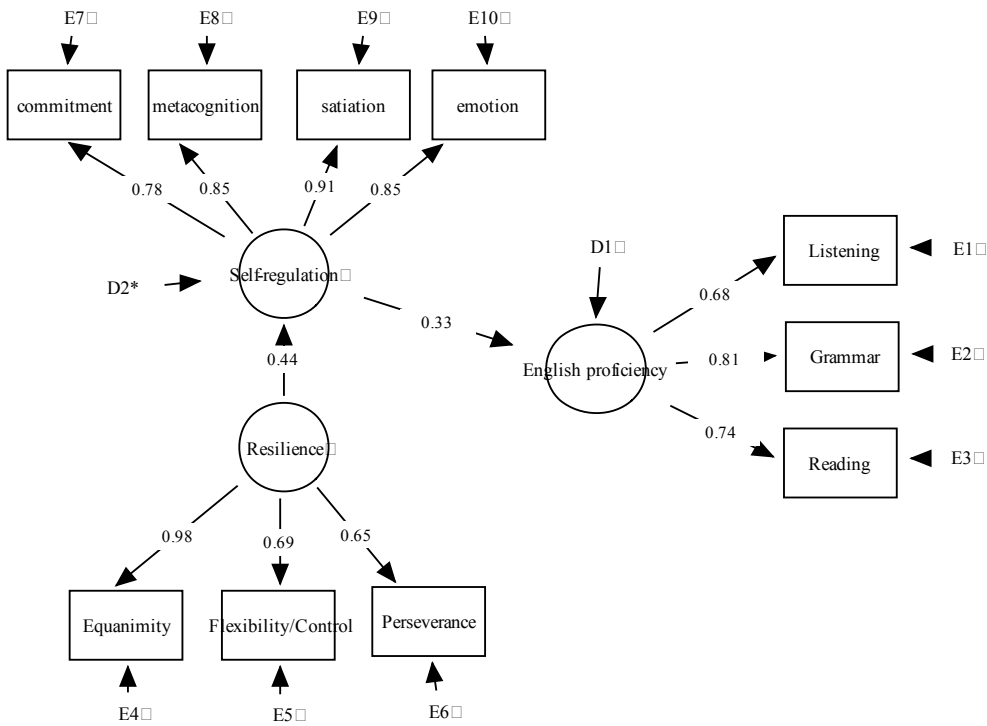 E7 E8 E9 E10
commitment metacognition satiation emotion
0.78 0.85 0.91 0.85
Self-regulation
D2*
D1
0.33
0.44
English proficiency
0.68
0.81
0.74
Listening E1
Grammar E2
Reading E3
Resilience
0.98 0.69 0.65
Equanimity Flexibility/Control Perseverance
E4 E5 E6